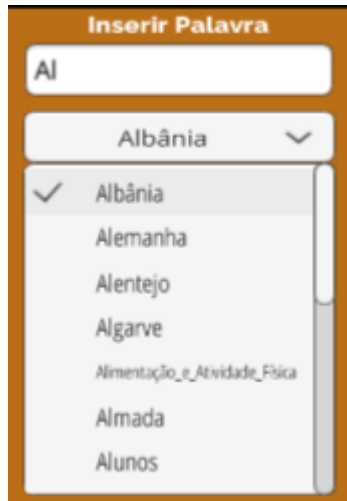 Inserir Palavra
Al
Albânia
Albânia
Alemanha
Alentejo
Algarve
Alimentação_e_Atividade_Física
Almada
Alunos